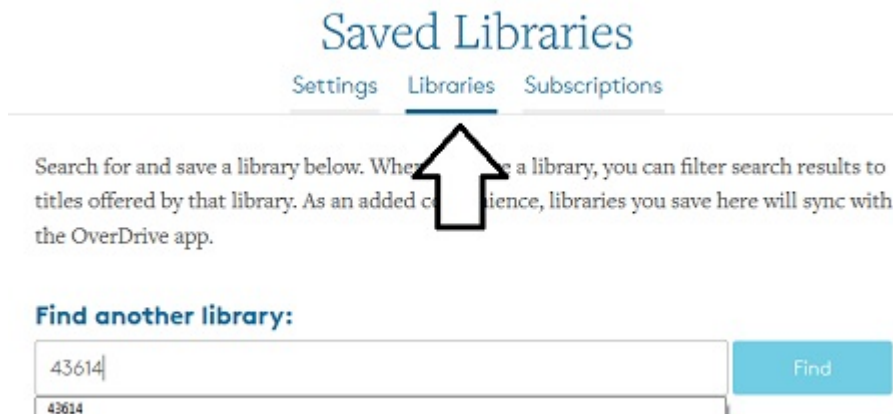 Saved Libraries
Settings Libraries Subscriptions
Search for and save a library below. a library, you can filter search results to
titles offered by that library. As an added libraries you save here will sync with
the OverDrive app.
Find another library:
43614
Find
43614